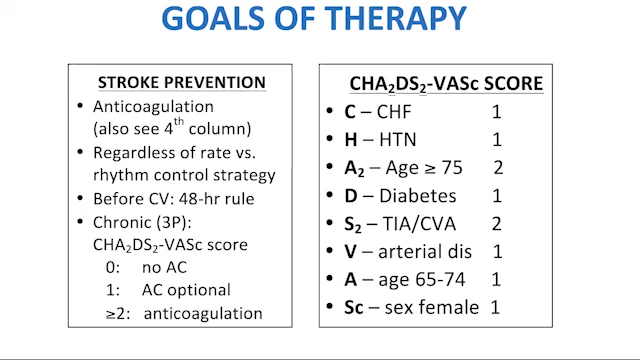 GOALS OF THERAPY
STROKE PREVENTION
• Anticoagulation
(also see 4th column)
• Regardless of rate vs.
rhythm control strategy
• Before CV: 48-hr rule
• Chronic (3P):
CHA2DS2-VASc score
0: no AC
1: AC optional
≥2: anticoagulation
CHA2DS2-VASc SCORE
• C – CHF 1
• H – HTN 1
• A2 – Age ≥ 75 2
• D – Diabetes 1
• S2 – TIA/CVA 2
• V – arterial dis 1
• A – age 65-74 1
• Sc – sex female 1